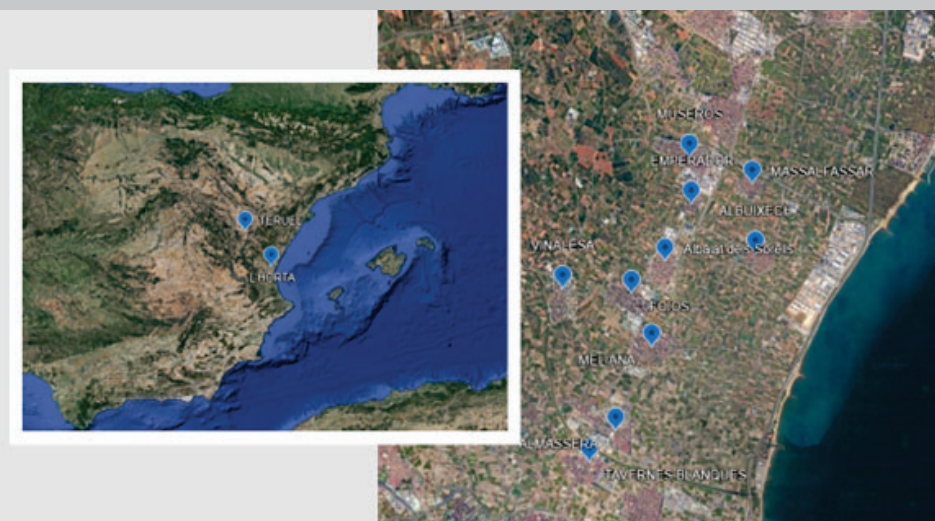 TERUEL
L'HORTA
MUSEROS
EMPERADOR
MASSALFASSAR
ALBUIXECH
VINALESA
Albalat dels Sorells
FOIOS
MELIANA
ALMASSERA
TAVERNES BLANQUES